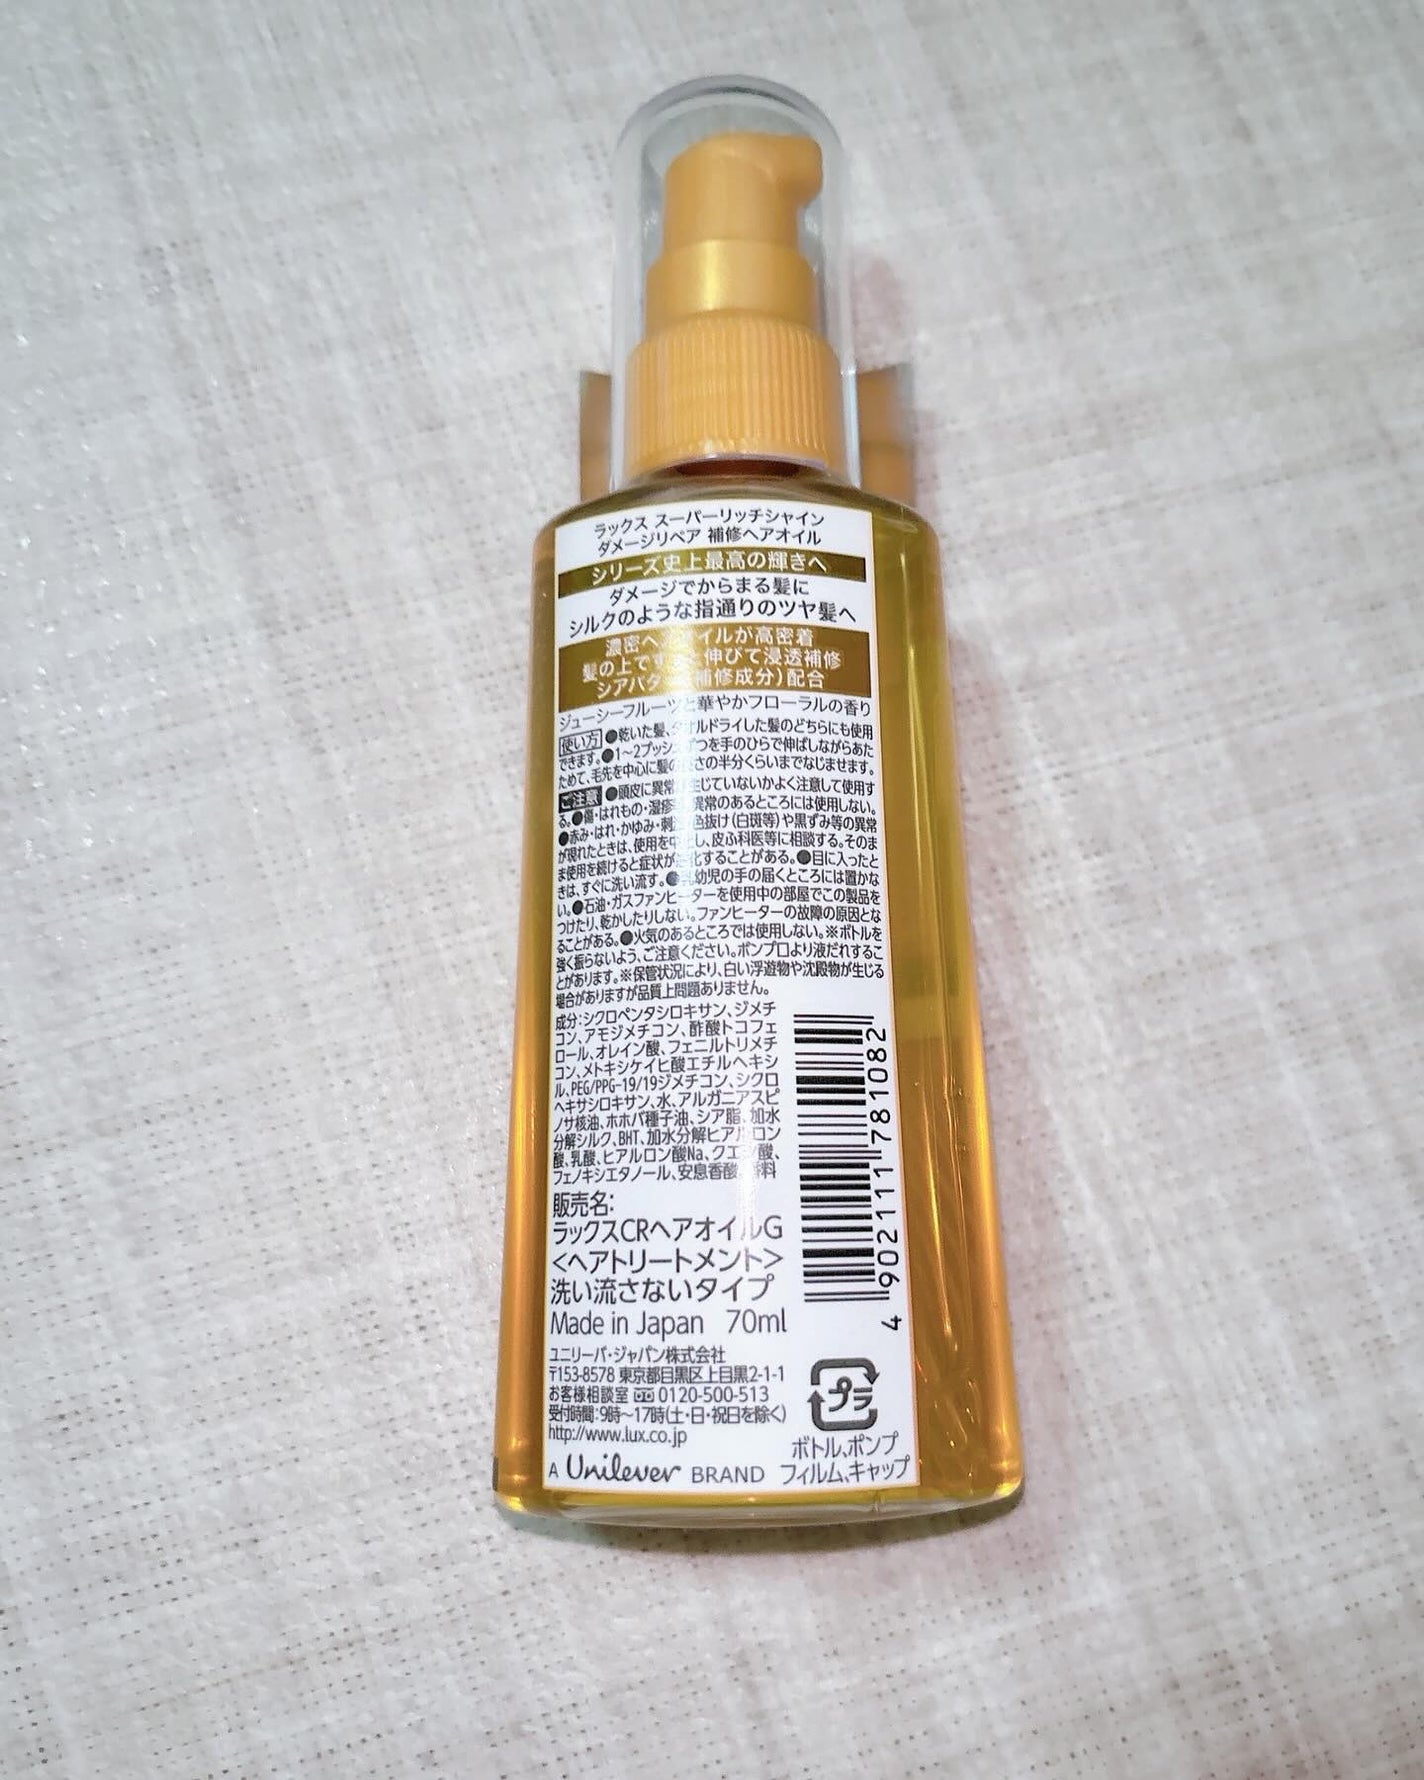 ラックス スーパーリッチシャイン
ダメージリペア 補修ヘアオイル
シリーズ史上最高の輝きへ
ダメージでからまる髪に
シルクのような指通りのツヤ髪へ
濃密ヘ イルが高密着
髪の上です 伸びて浸透補修
シアバタ 補修成分)配合
ジューシーフルーツと華やかフローラルの香り
使い方 ●乾いた髪、タオルドライした髪のどちらにも使用
できます。●1〜2プッシュずつを手のひらで伸ばしながらあた
ためて、毛先を中心に髪の長さの半分くらいまでなじませます。
ご注意 ●頭皮に異常が生じていないかよく注意して使用す
る。●傷・はれもの・湿疹等異常のあるところには使用しない。
●赤み・はれ・かゆみ・刺激、色抜け(白斑等)や黒ずみ等の異常
が現れたときは、使用を中止し、皮ふ科医等に相談する。そのま
ま使用を続けると症状が悪化することがある。●目に入ったと
きは、すぐに洗い流す。●乳幼児の手の届くところには置かな
い。●石油・ガスファンヒーターを使用中の部屋でこの製品を
つけたり、乾かしたりしない。ファンヒーターの故障の原因とな
ることがある。●火気のあるところでは使用しない。※ボトルを
強く振らないよう、ご注意ください。ポンプ口より液だれするこ
とがあります。※保管状況により、白い浮遊物や沈殿物が生じる
場合がありますが品質上問題ありません。
成分:シクロペンタシロキサン、ジメチ
コン、アモジメチコン、酢酸トコフェ
ロール、オレイン酸、フェニルトリメチ
コン、メトキシケイヒ酸エチルヘキシ
ル、PEG/PPG-19/19ジメチコン、シクロ
ヘキサシロキサン、水、アルガニアスピ
ノサ核油、ホホバ種子油、シア脂、加水
分解シルク、BHT、加水分解ヒアルロン
酸、乳酸、ヒアルロン酸Na、クエン酸、
フェノキシエタノール、安息香酸、香料
販売名:
ラックスCRヘアオイルG
<ヘアトリートメント>
洗い流さないタイプ
Made in Japan 70ml
ユニリーバ・ジャパン株式会社
〒153-8578 東京都目黒区上目黒2-1-1
お客様相談室 0120-500-513
受付時間:9時〜17時(土・日・祝日を除く)
http://www.lux.co.jp
A Unilever BRAND
4 902111 781082
プラ
ボトル、ポンプ
フィルム、キャップ